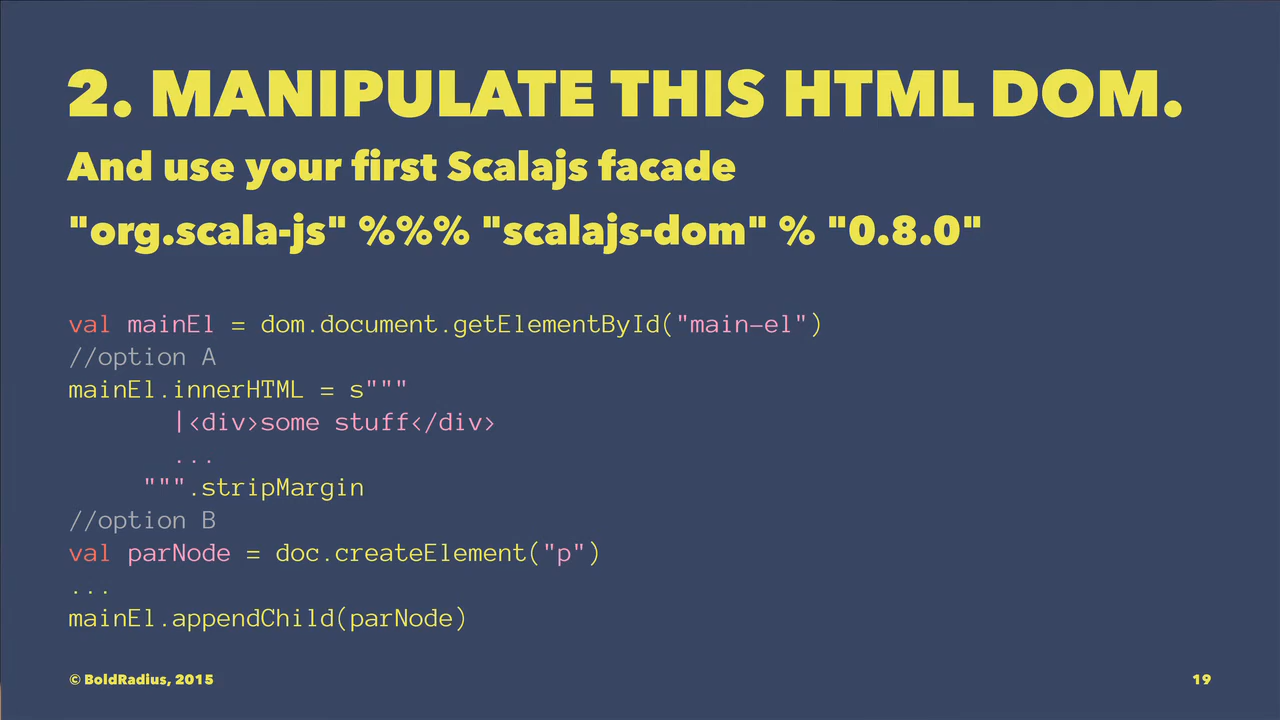 2. MANIPULATE THIS HTML DOM.
And use your first Scalajs facade
"org.scala-js" %%% "scalajs-dom" % "0.8.0"
val mainEl = dom.document.getElementById("main-el")
//option A
mainEl.innerHTML = s"""
|<div>some stuff</div>
...
""".stripMargin
//option B
val parNode = doc.createElement("p")
...
mainEl.appendChild(parNode)
© BoldRadius, 2015
19